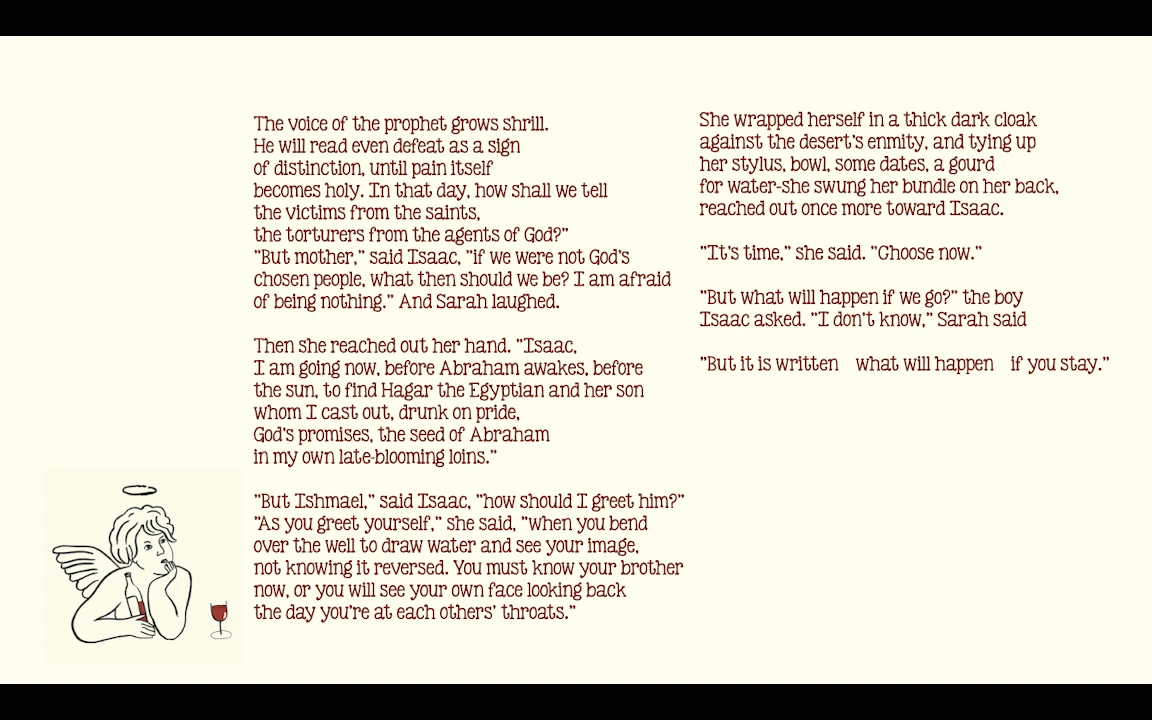 The voice of the prophet grows shrill.
He will read even defeat as a sign
of distinction, until pain itself
becomes holy. In that day, how shall we tell
the victims from the saints,
the torturers from the agents of God?"
"But mother," said Isaac, "if we were not God's
chosen people, what then should we be? I am afraid
of being nothing." And Sarah laughed.

Then she reached out her hand. "Isaac,
I am going now, before Abraham awakes, before
the sun, to find Hagar the Egyptian and her son
whom I cast out, drunk on pride,
God's promises, the seed of Abraham
in my own late-blooming loins."

"But Ishmael," said Isaac, "how should I greet him?"
"As you greet yourself," she said, "when you bend
over the well to draw water and see your image,
not knowing it reversed. You must know your brother
now, or you will see your own face looking back
the day you're at each others' throats."

She wrapped herself in a thick dark cloak
against the desert's enmity, and tying up
her stylus, bowl, some dates, a gourd
for water-she swung her bundle on her back,
reached out once more toward Isaac.

"It's time," she said. "Choose now."

"But what will happen if we go?" the boy
Isaac asked. "I don't know," Sarah said

"But it is written   what will happen   if you stay."